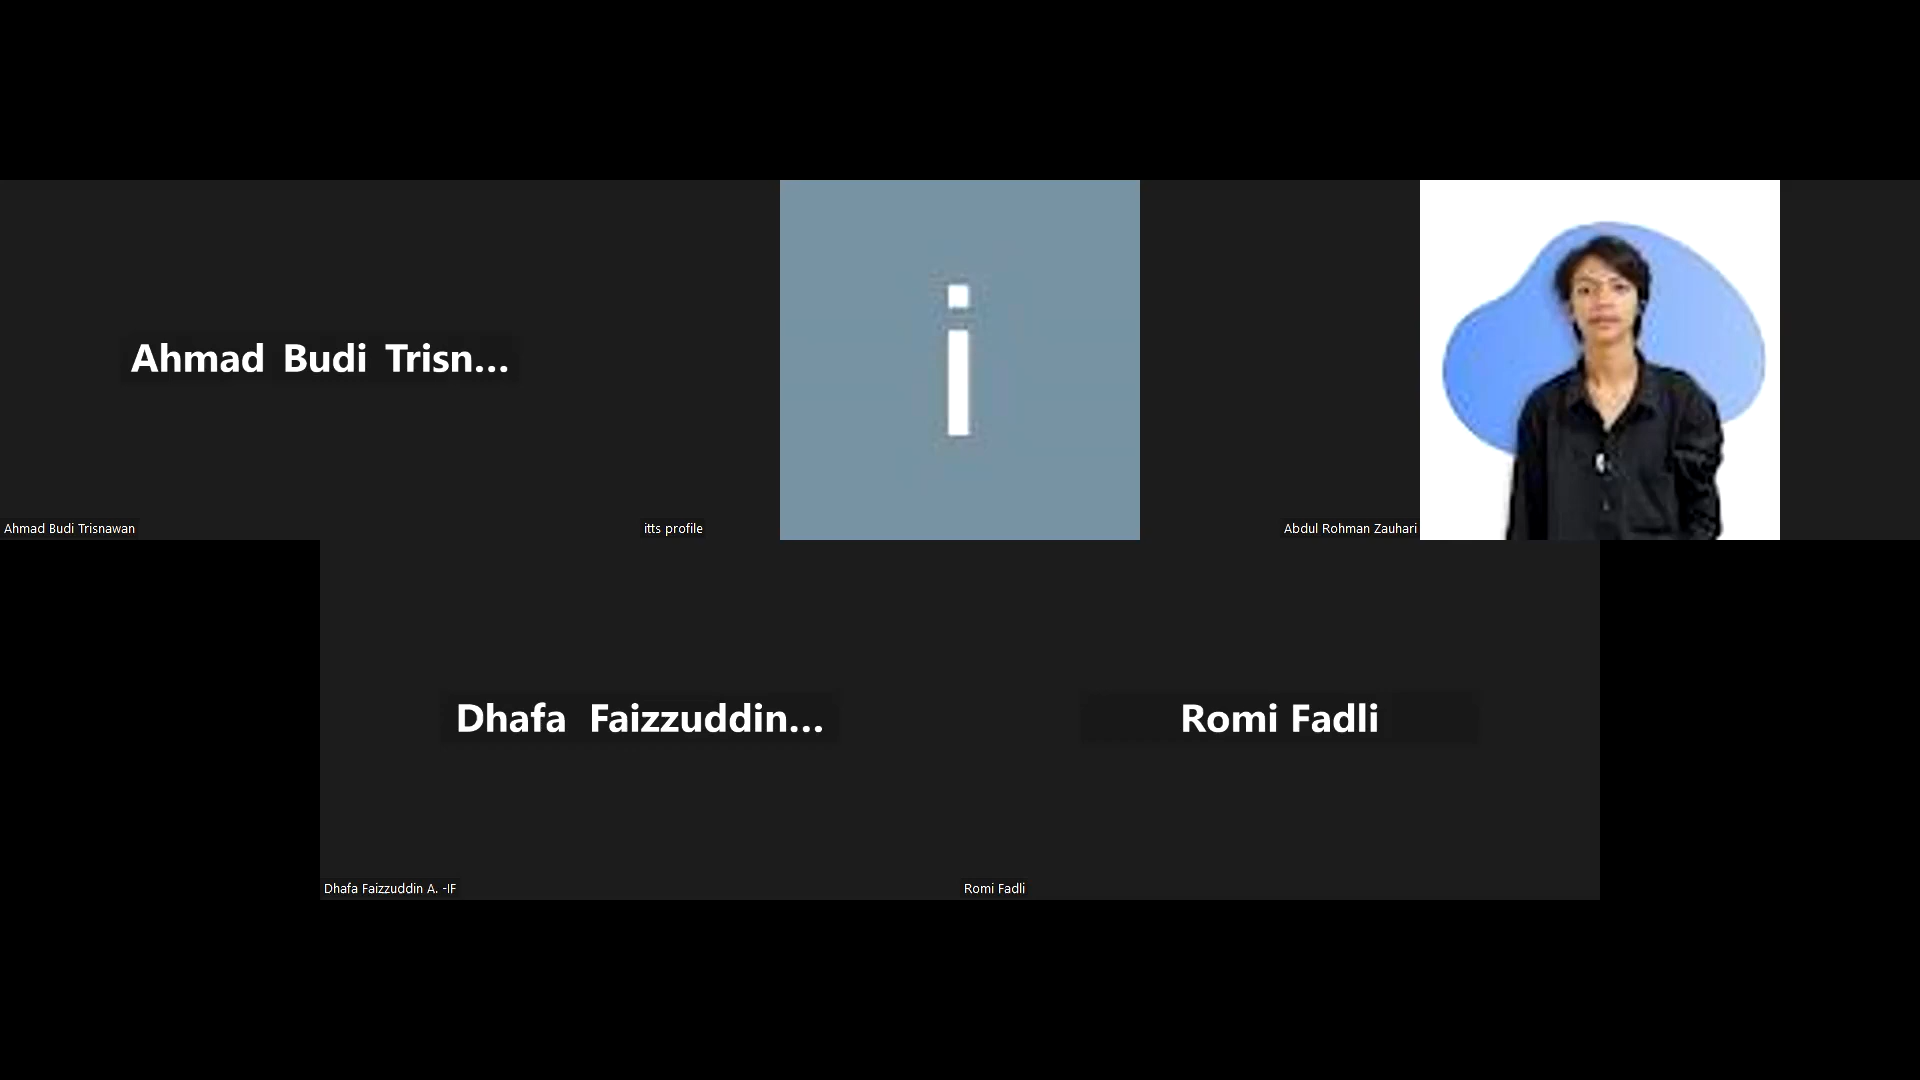 Ahmad Budi Trisn...
Ahmad Budi Trisnawan
i
itts profile
Abdul Rohman Zauhari
Dhafa Faizzuddin...
Dhafa Faizzuddin A. -IF
Romi Fadli
Romi Fadli